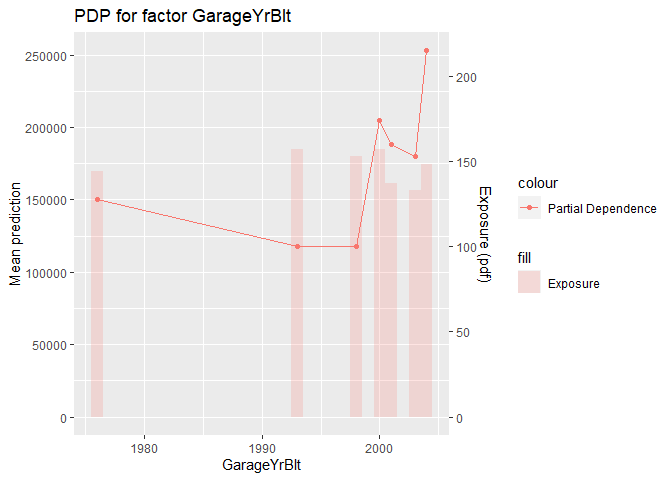 PDP for factor GarageYrBlt
250000
200000
150000
100000
50000
0
Mean prediction
1980
1990
2000
GarageYrBlt
200
150
100
50
0
Exposure (pdf)
colour
Partial Dependence
fill
Exposure